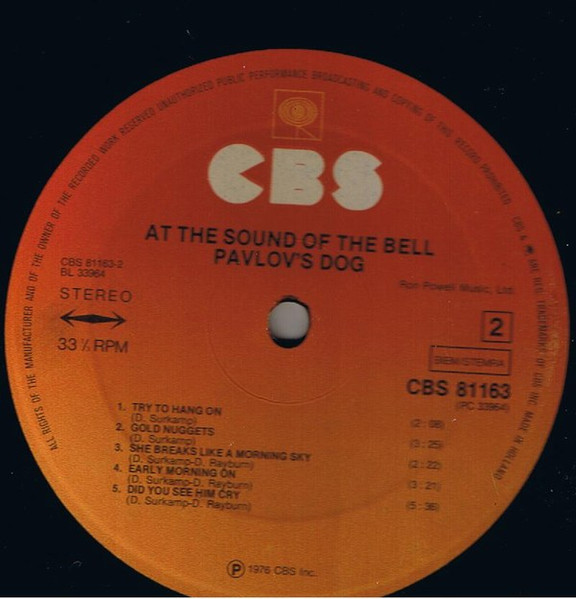 ALL RIGHTS OF THE MANUFACTURER AND OF THE OWNER OF THE RECORDED WORK RESERVED UNAUTHORIZED PUBLIC PERFORMANCE BROADCASTING AND COPYING OF THIS RECORD PROHIBITED
CBS
AT THE SOUND OF THE BELL
PAVLOV'S DOG
CBS 81163-2
BL 33964
Ron Powell Music, Ltd.
STEREO
2
33 ⅓ RPM
BIEM/STEMRA
CBS 81163
(PC 33964)
1. TRY TO HANG ON
(D. Surkamp) (2:08)
2. GOLD NUGGETS
(D. Surkamp) (3:25)
3. SHE BREAKS LIKE A MORNING SKY
(D. Surkamp-D. Rayburn) (2:22)
4. EARLY MORNING ON
(D. Surkamp-D. Rayburn) (3:21)
5. DID YOU SEE HIM CRY
(D. Surkamp-D. Rayburn) (5:36)
℗ 1976 CBS Inc.
MADE IN HOLLAND